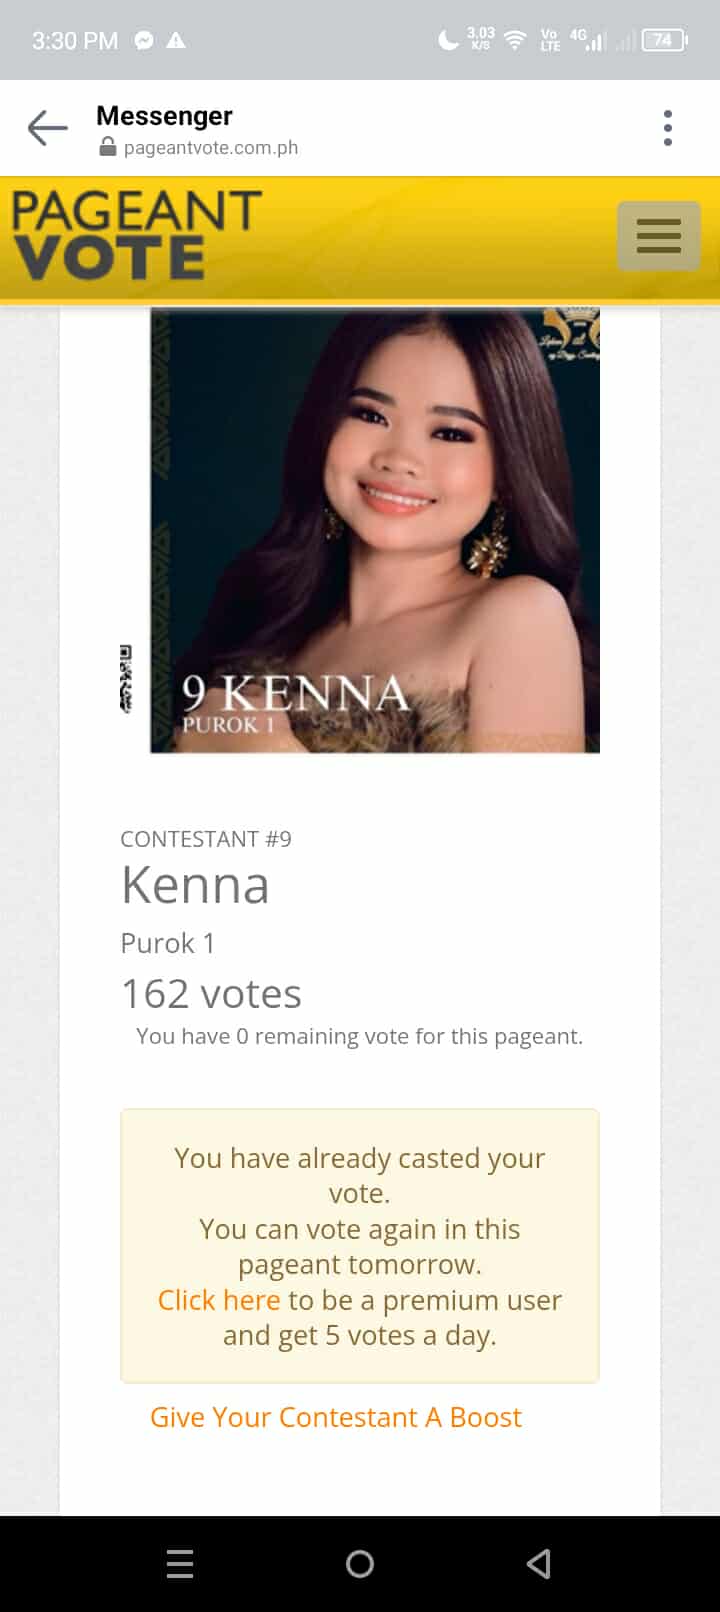 3:30 PM
3.03
K/S
Vo
LTE
4G
74
Messenger
pageantvote.com.ph
PAGEANT
VOTE
9 KENNA
PUROK 1
CONTESTANT #9
Kenna
Purok 1
162 votes
You have 0 remaining vote for this pageant.
You have already casted your
vote.
You can vote again in this
pageant tomorrow.
Click here to be a premium user
and get 5 votes a day.
Give Your Contestant A Boost